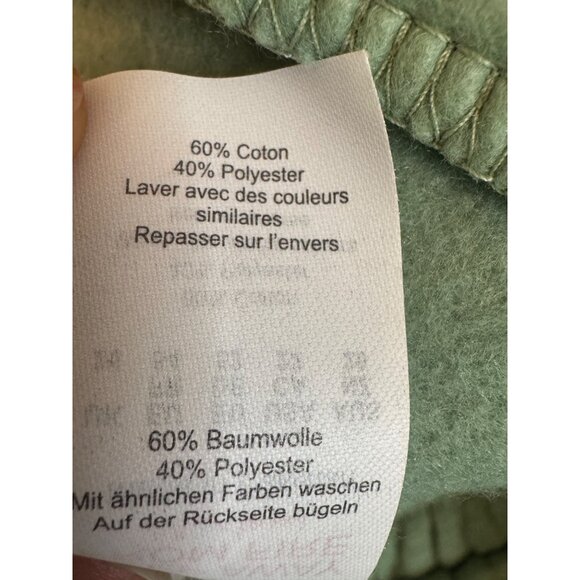 60% Coton
40% Polyester
Laver avec des couleurs
similaires
Repasser sur l'envers
60% Baumwolle
40% Polyester
Mit ähnlichen Farben waschen
Auf der Rückseite bügeln